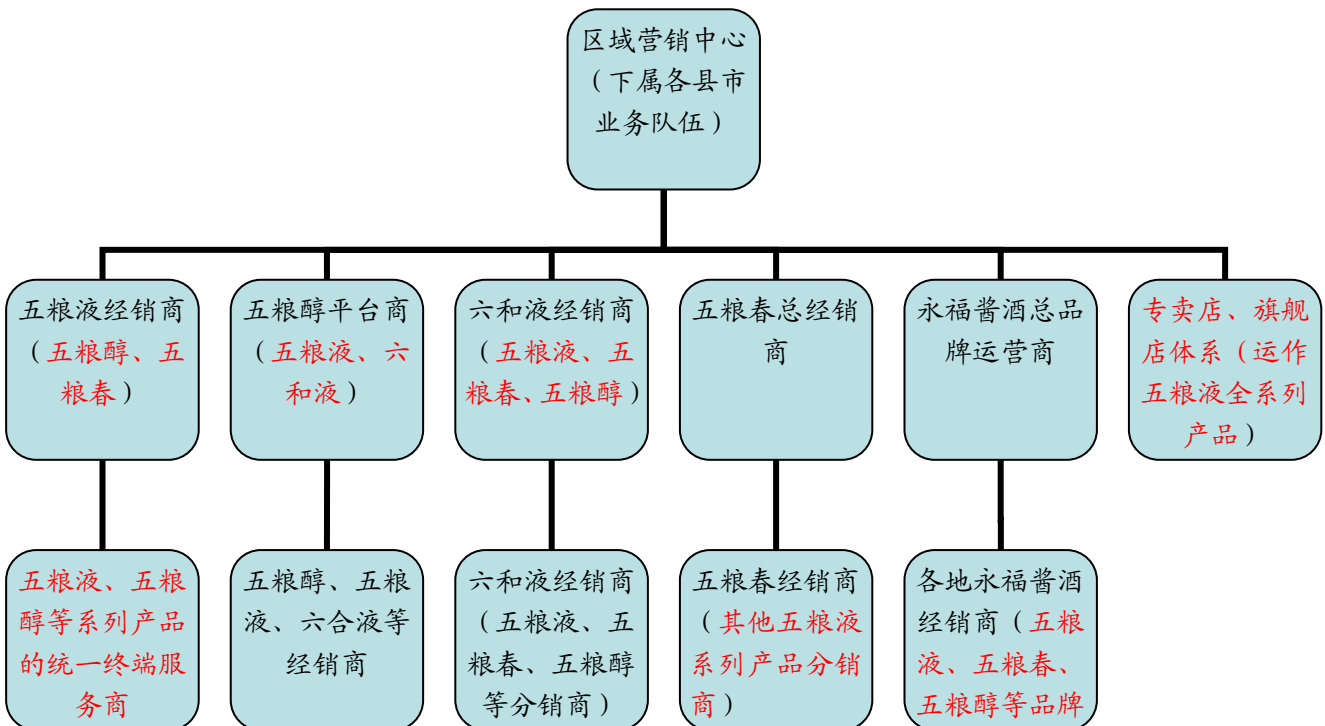 区域营销中心
（下属各县市
业务队伍）
五粮液经销商
（五粮醇、五
粮春）
五粮醇平台商
（五粮液、六
和液）
六和液经销商
（五粮液、五
粮春、五粮醇）
五粮春总经销
商
永福酱酒总品
牌运营商
专卖店、旗舰
店体系（运作
五粮液全系列
产品）
五粮液、五粮
醇等系列产品
的统一终端服
务商
五粮醇、五粮
液、六合液等
经销商
六和液经销商
（五粮液、五
粮春、五粮醇
等分销商）
五粮春经销商
（其他五粮液
系列产品分销
商）
各地永福酱酒
经销商（五粮
液、五粮春、
五粮醇等品牌